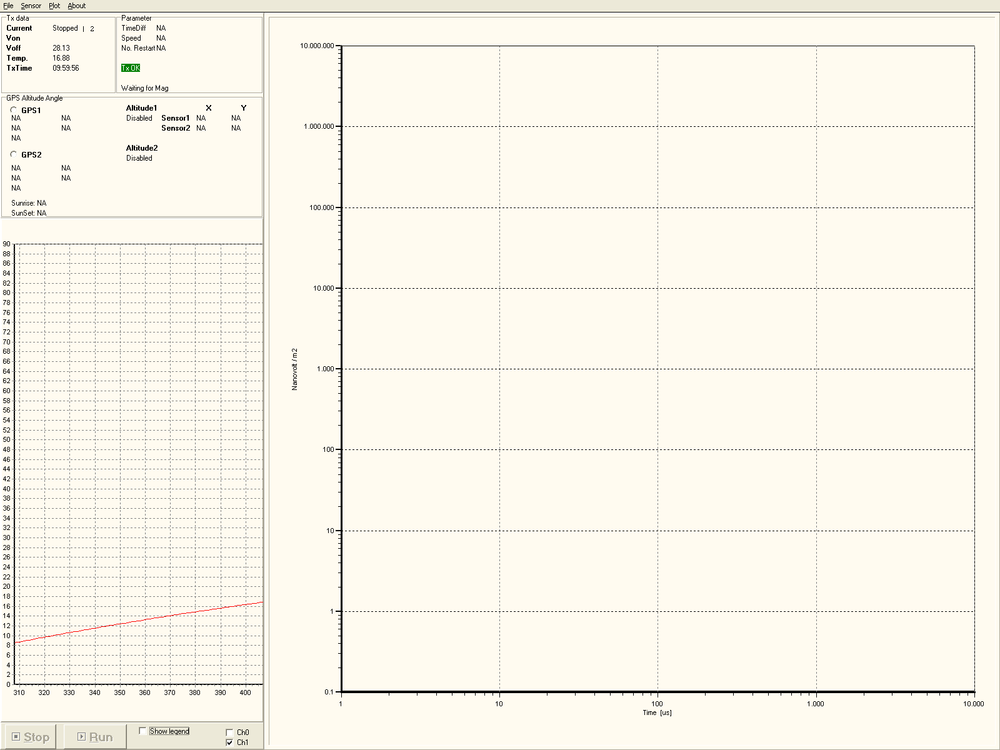 File Sensor Plot About
Tx data
Current Stopped | 2
Von
Voff 28.13
Temp. 16.88
TxTime 09:59:56
Parameter
TimeDiff NA
Speed NA
No. Restart NA
Tx OK
Waiting for Mag
GPS Altitude Angle
GPS1
NA NA
NA NA
NA
GPS2
NA NA
NA NA
NA
Sunrise: NA
SunSet: NA
Altitude1 X Y
Disabled Sensor1 NA NA
Sensor2 NA NA
Altitude2
Disabled
90
88
86
84
82
80
78
76
74
72
70
68
66
64
62
60
58
56
54
52
50
48
46
44
42
40
38
36
34
32
30
28
26
24
22
20
18
16
14
12
10
8
6
4
2
0
310 320 330 340 350 360 370 380 390 400
Stop Run Show legend
Ch0
Ch1
10.000.000
1.000.000
100.000
10.000
1.000
100
10
1
0.1
Nanovolt / m2
1 10 100 1.000 10.000
Time [us]